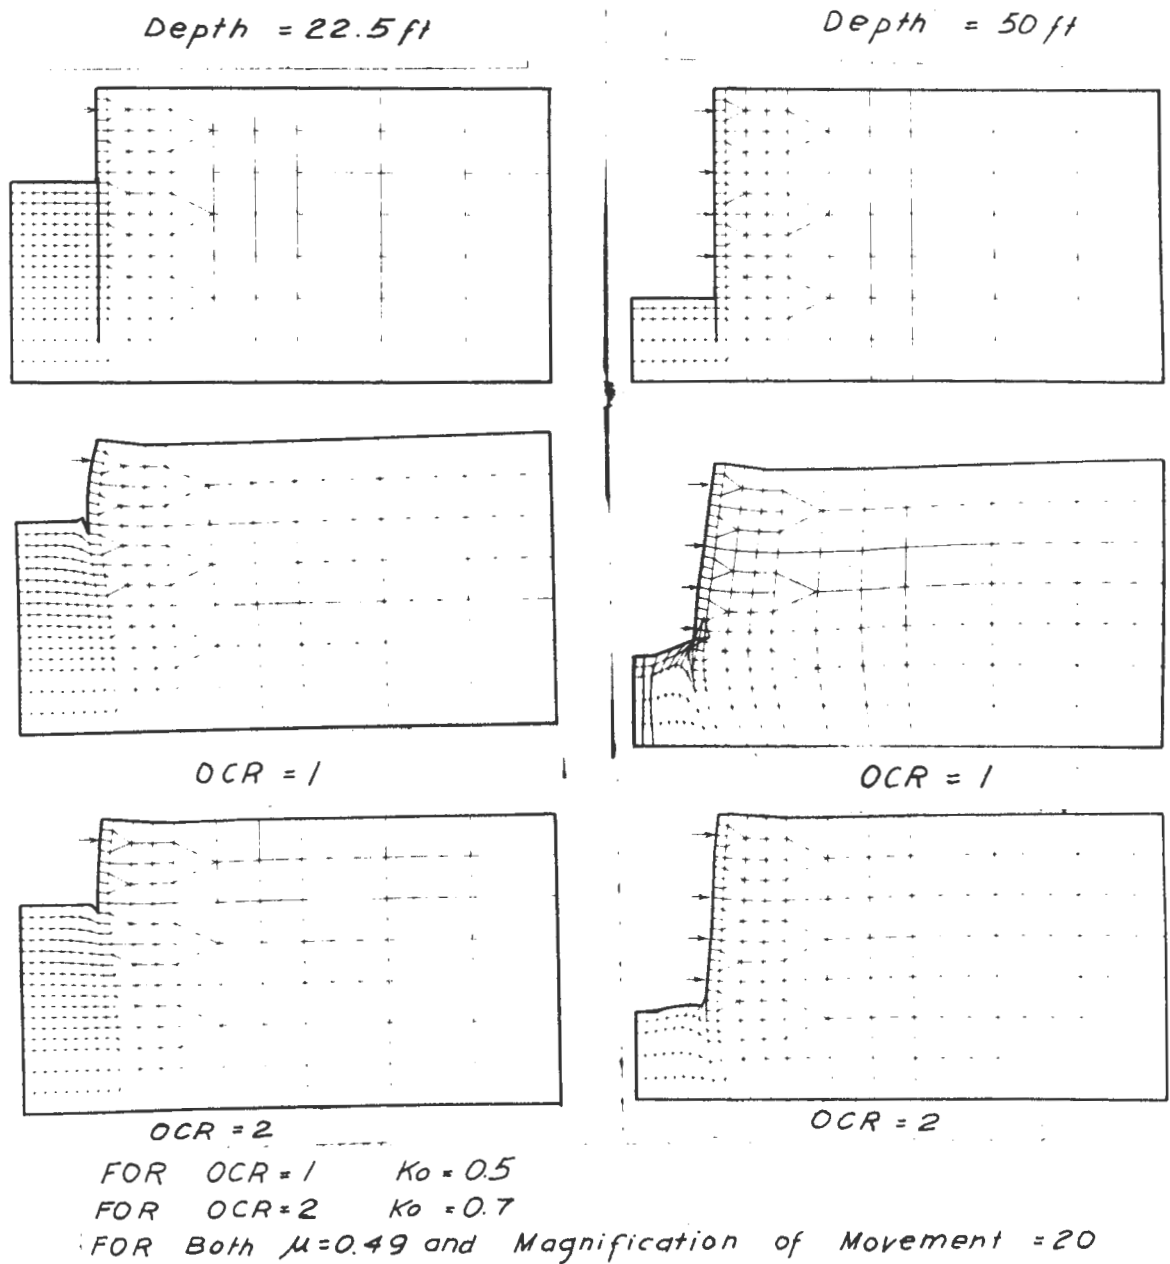 Depth = 22.5 ft
Depth = 50 ft
OCR = 1
OCR = 1
OCR = 2
OCR = 2
FOR OCR = 1 Ko = 0.5
FOR OCR = 2 Ko = 0.7
FOR Both μ=0.49 and Magnification of Movement = 20